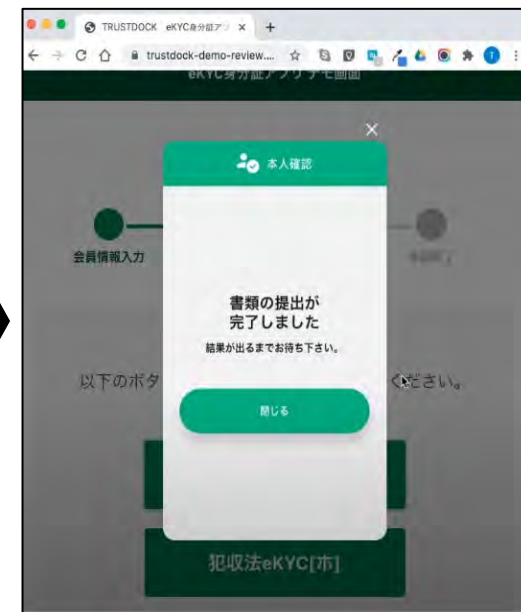 TRUSTDOCK eKYC身分証アプリ
trustdock-demo-review....
eKYC身分証アプリ デモ画面
本人確認
会員情報入力
書類の提出が
完了しました
結果が出るまでお待ち下さい。
以下のボタ
ください。
閉じる
犯収法eKYC[ホ]